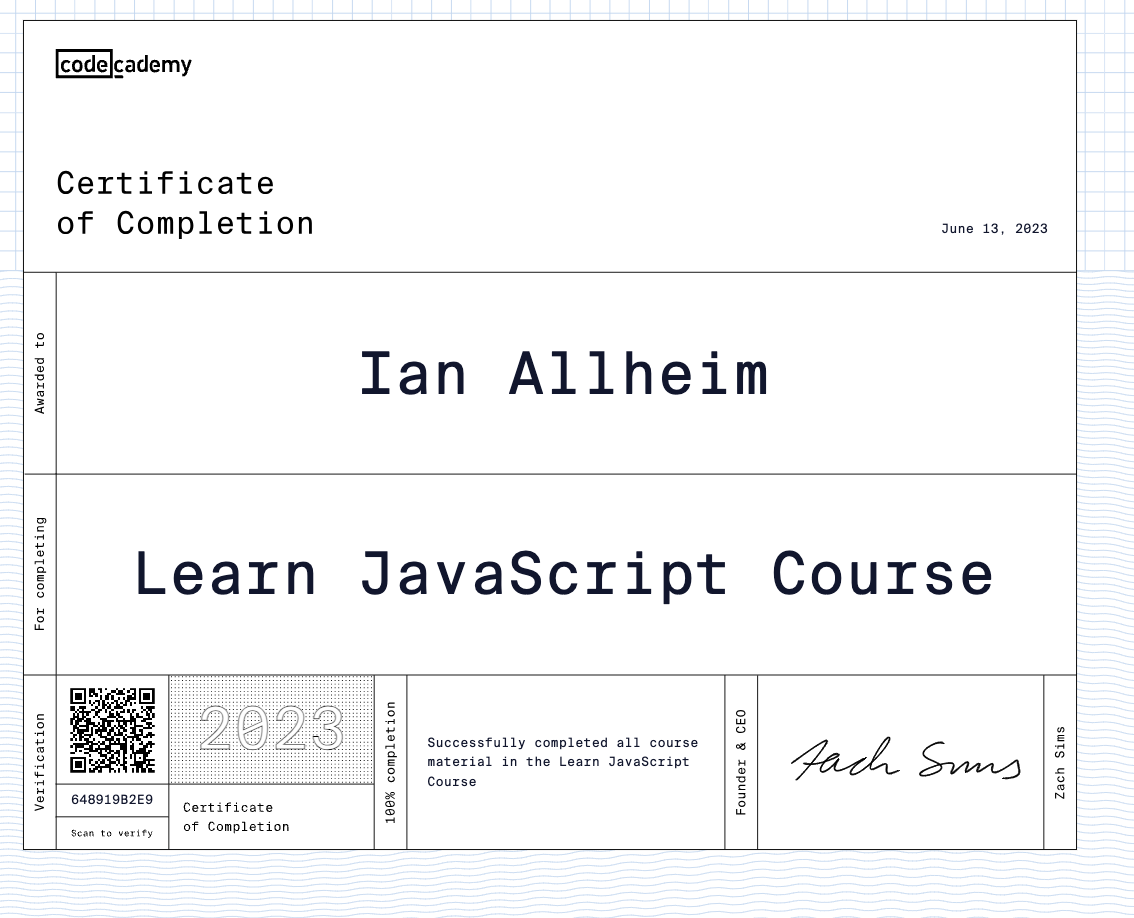 codecademy
Certificate
of Completion
June 13, 2023
Awarded to
Ian Allheim
For completing
Learn JavaScript Course
Verification
648919B2E9
Scan to verify
2023
Certificate
of Completion
100% completion
Successfully completed all course
material in the Learn JavaScript
Course
Founder & CEO
Zach Sims
Zach Sims